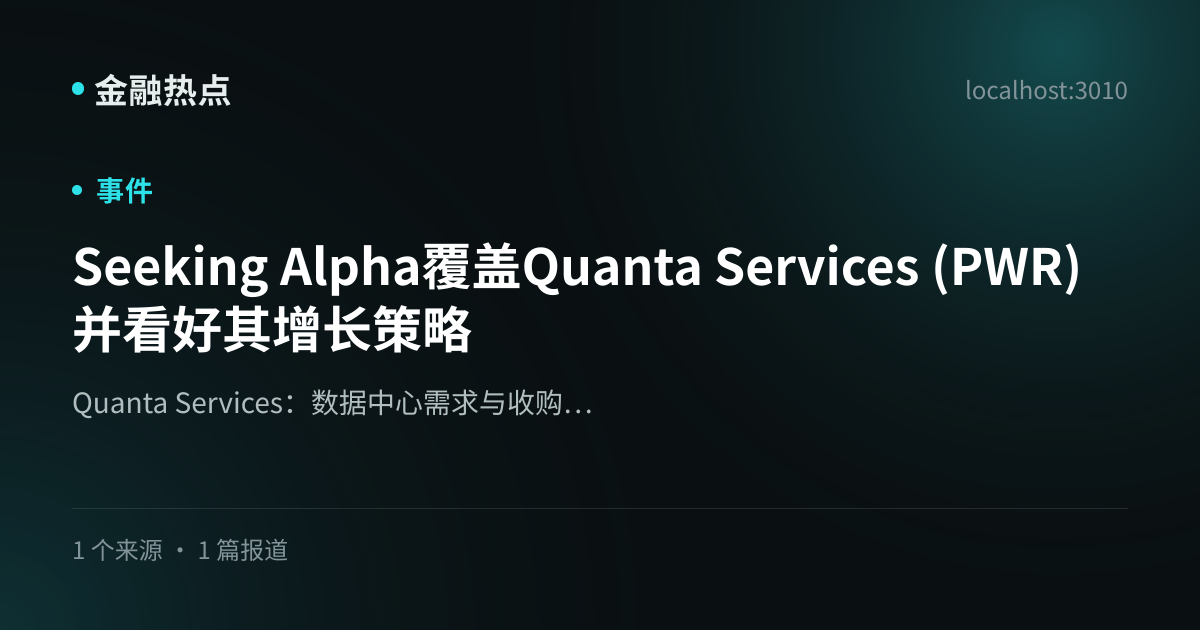 金融热点
localhost:3010
事件
Seeking Alpha覆盖Quanta Services (PWR)
并看好其增长策略
Quanta Services：数据中心需求与收购…
1 个来源 · 1 篇报道